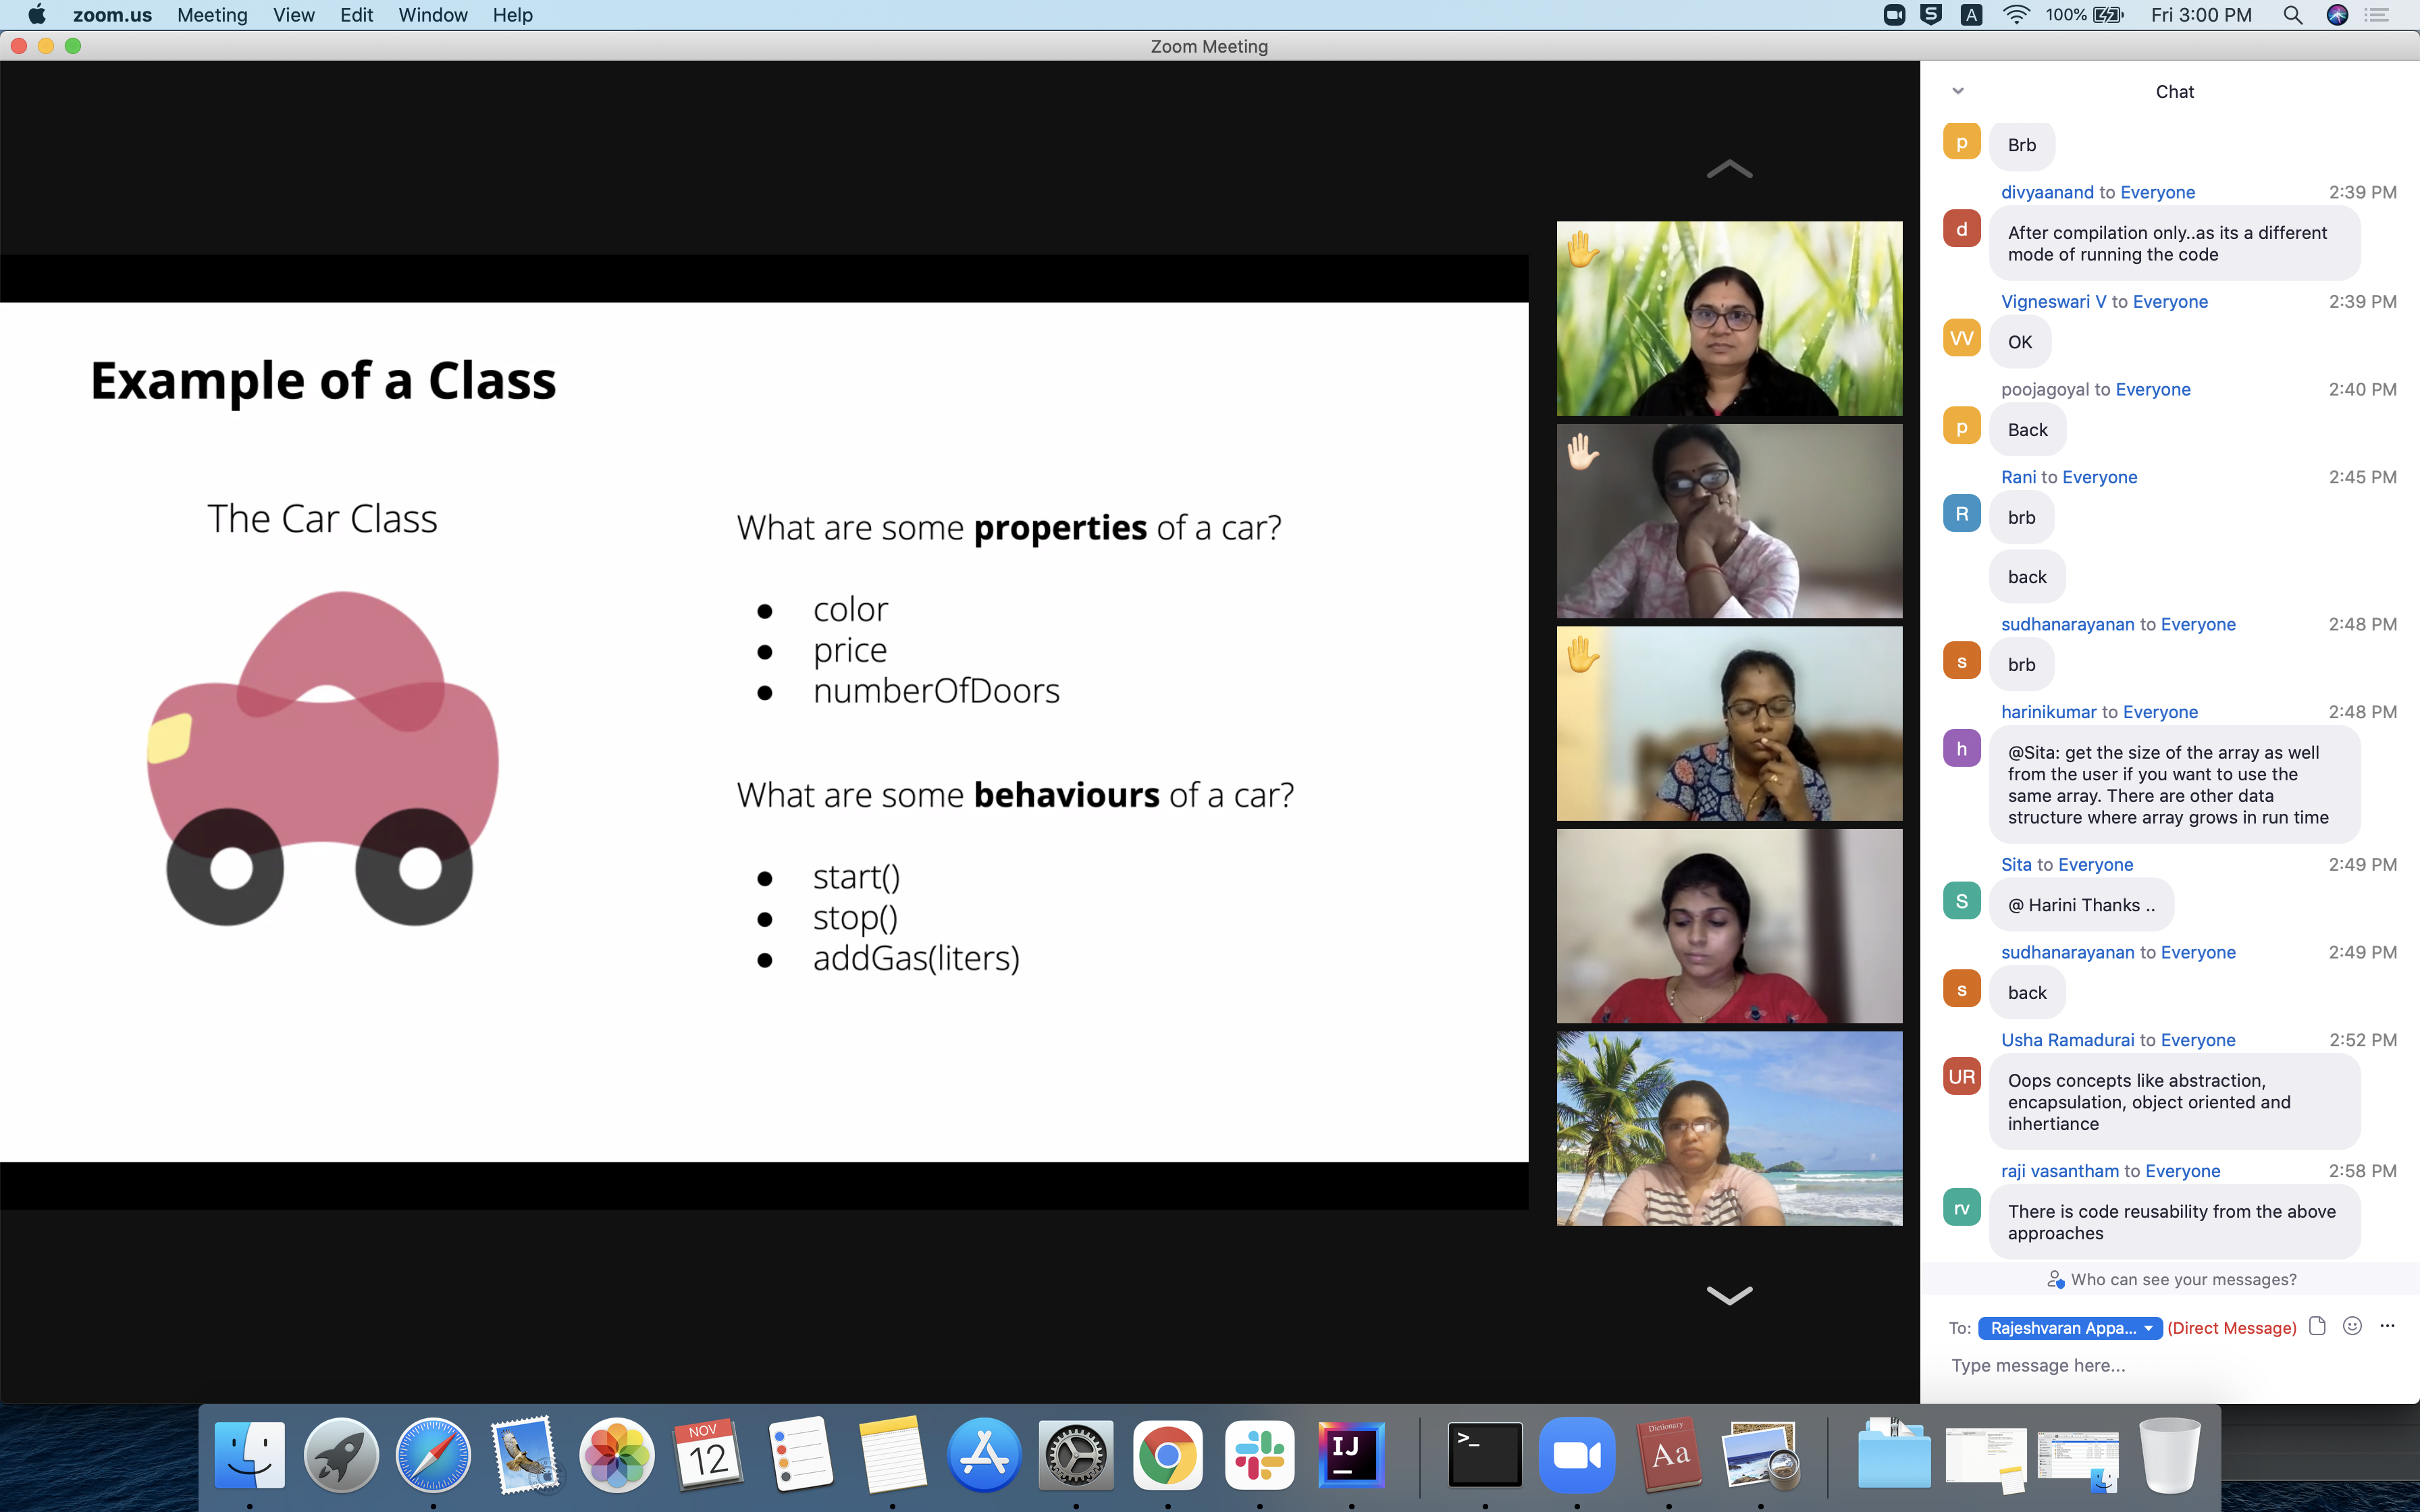 zoom.us Meeting View Edit Window Help
S A 100% Fri 3:00 PM
Zoom Meeting
Example of a Class
The Car Class
What are some properties of a car?
● color
● price
● numberOfDoors
What are some behaviours of a car?
● start()
● stop()
● addGas(liters)
Chat
p Brb
divyaanand to Everyone 2:39 PM
d After compilation only..as its a different
mode of running the code
Vigneswari V to Everyone 2:39 PM
VV OK
poojagoyal to Everyone 2:40 PM
p Back
Rani to Everyone 2:45 PM
R brb
back
sudhanarayanan to Everyone 2:48 PM
s brb
harinikumar to Everyone 2:48 PM
h @Sita: get the size of the array as well
from the user if you want to use the
same array. There are other data
structure where array grows in run time
Sita to Everyone 2:49 PM
S @ Harini Thanks ..
sudhanarayanan to Everyone 2:49 PM
s back
Usha Ramadurai to Everyone 2:52 PM
UR Oops concepts like abstraction,
encapsulation, object oriented and
inhertiance
raji vasantham to Everyone 2:58 PM
rv There is code reusability from the above
approaches
Who can see your messages?
To: Rajeshvaran Appa... (Direct Message) ...
Type message here...
NOV
12
IJ
>_
Dictionary
Aa